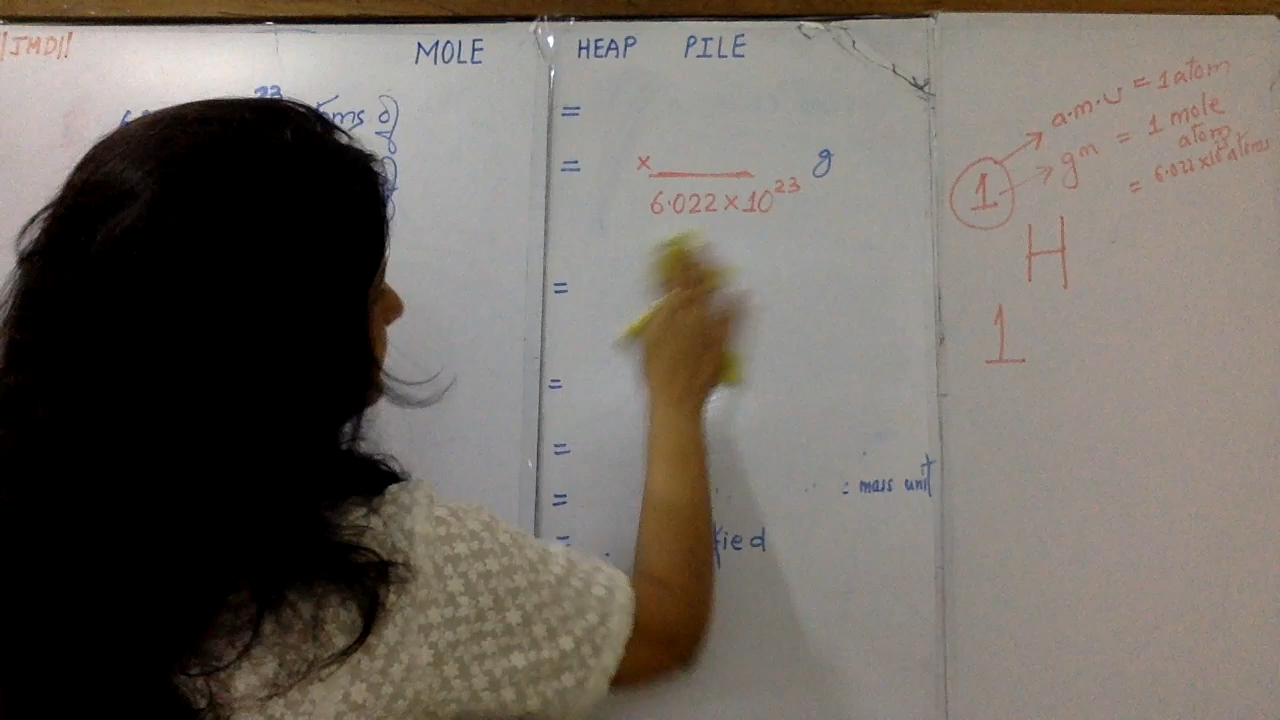 |JMD|
MOLE HEAP PILE
23
=
= × g
6.022×10²³
=
=
=
=
= mass unit
=
fied
a.m.u = 1 atom
1 gm = 1 mole
atom
= 6.022×10²³ atoms
H
1